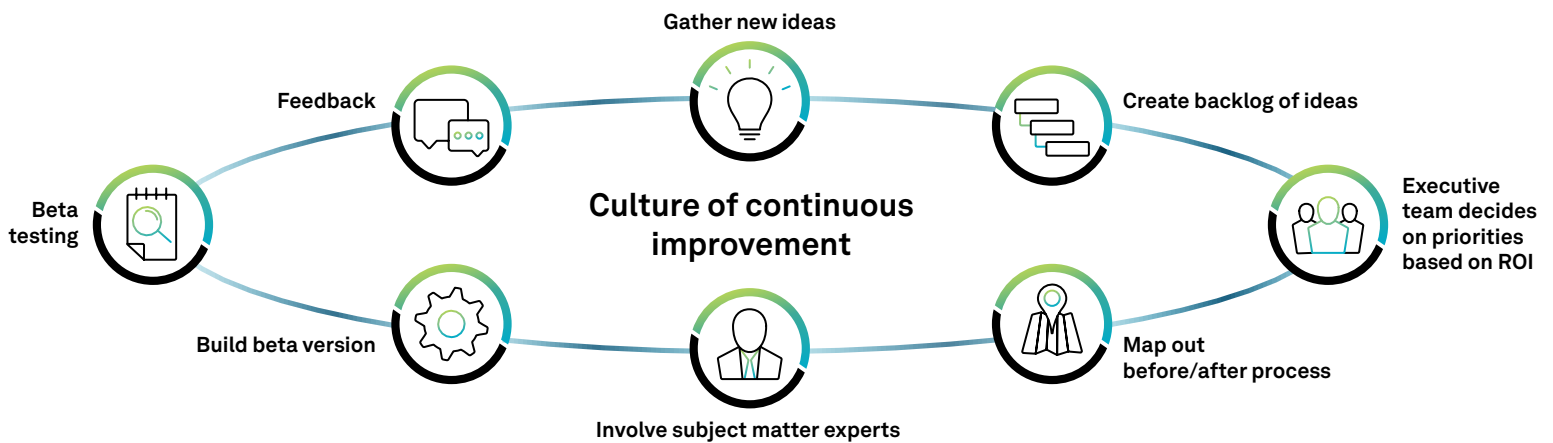 Gather new ideas
Feedback
Create backlog of ideas
Beta
testing
Culture of continuous
improvement
Executive
team decides
on priorities
based on ROI
Build beta version
Map out
before/after process
Involve subject matter experts